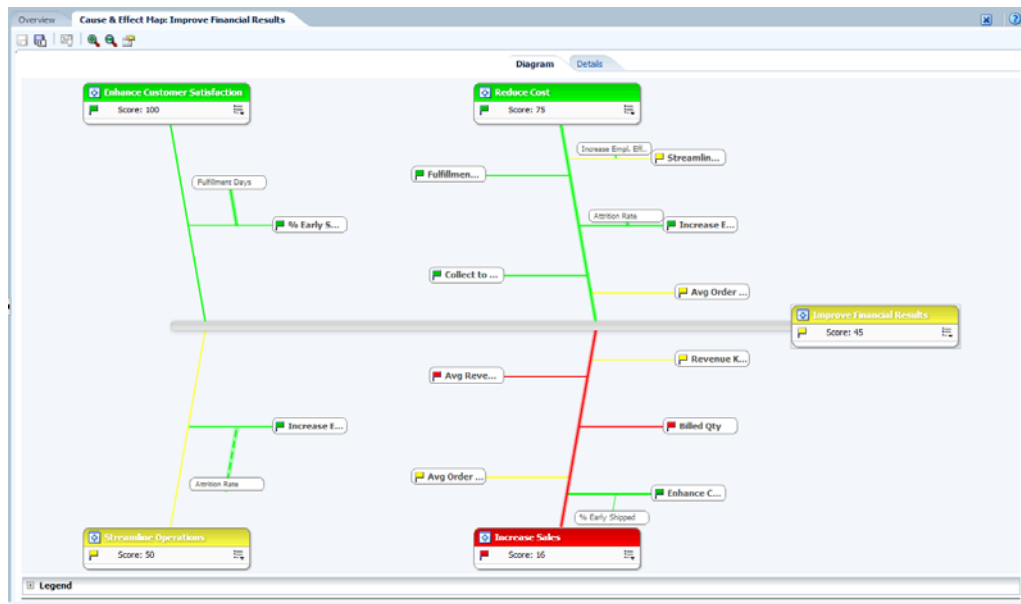 Overview Cause & Effect Map: Improve Financial Results
Diagram Details
Enhance Customer Satisfaction
Score: 100
Reduce Cost
Score: 75
Increase Empl. Eff..
Streamlin...
Fulfillmen...
Fulfillment Days
% Early S...
Attrition Rate
Increase E...
Collect to ...
Avg Order ...
Improve Financial Results
Score: 45
Revenue K...
Avg Reve...
Increase E...
Billed Qty
Avg Order ...
Attrition Rate
Enhance C...
% Early Shipped
Streamline Operations
Score: 50
Increase Sales
Score: 16
Legend